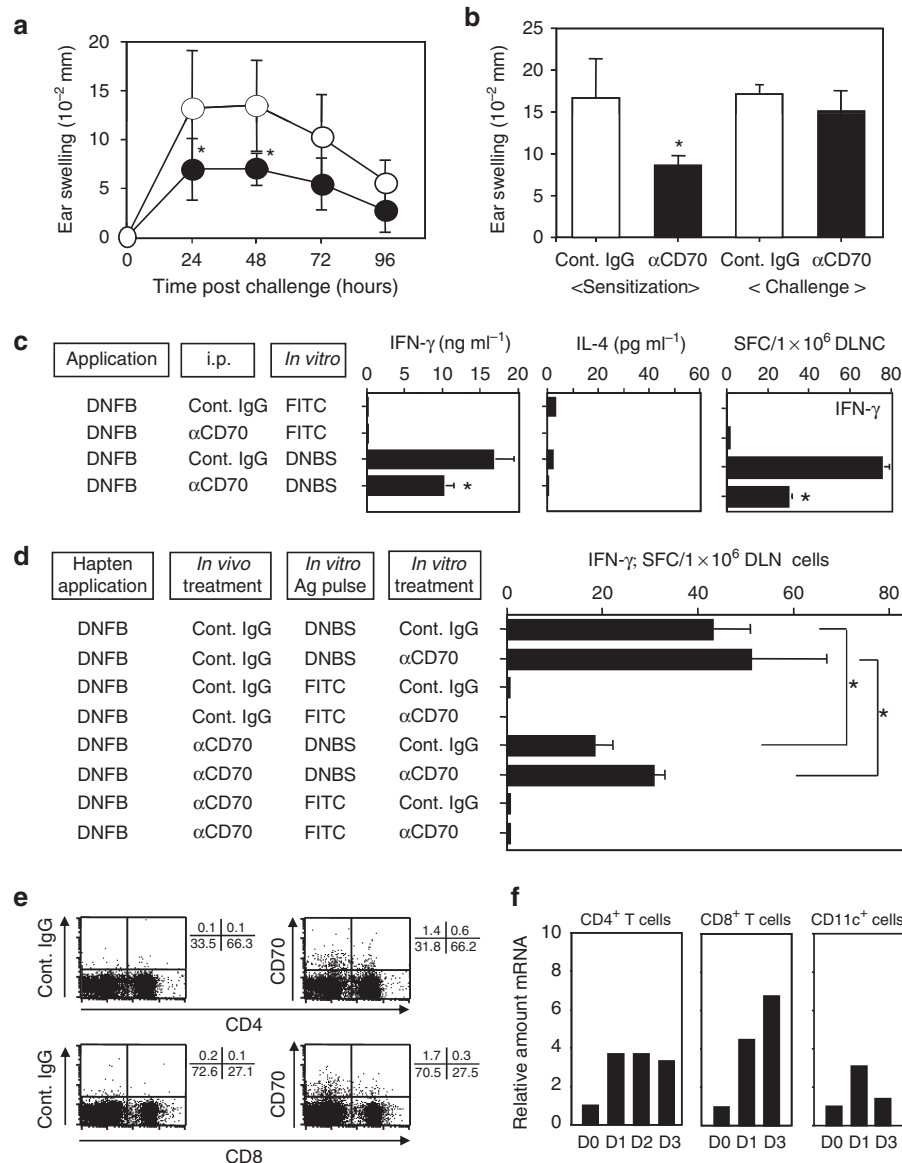 a
Ear swelling (10⁻² mm)
20
15
10
5
0
*
*
0 24 48 72 96
Time post challenge (hours)
b
Ear swelling (10⁻² mm)
25
20
15
10
5
0
*
Cont. IgG αCD70 Cont. IgG αCD70
<Sensitization> < Challenge >
c
Application i.p. In vitro
IFN-γ (ng ml⁻¹) IL-4 (pg ml⁻¹) SFC/1×10⁶ DLNC
0 5 10 15 20 0 20 40 60 0 20 40 60 80
IFN-γ
DNFB Cont. IgG FITC
DNFB αCD70 FITC
DNFB Cont. IgG DNBS
DNFB αCD70 DNBS
*
*
d
Hapten application
In vivo treatment
In vitro Ag pulse
In vitro treatment
IFN-γ; SFC/1×10⁶ DLN cells
0 20 40 60 80
DNFB Cont. IgG DNBS Cont. IgG
DNFB Cont. IgG DNBS αCD70
DNFB Cont. IgG FITC Cont. IgG
DNFB Cont. IgG FITC αCD70
DNFB αCD70 DNBS Cont. IgG
DNFB αCD70 DNBS αCD70
DNFB αCD70 FITC Cont. IgG
DNFB αCD70 FITC αCD70
*
*
e
Cont. IgG
0.1 0.1
33.5 66.3
CD70
1.4 0.6
31.8 66.2
CD4
Cont. IgG
0.2 0.1
72.6 27.1
CD70
1.7 0.3
70.5 27.5
CD8
f
CD4⁺ T cells CD8⁺ T cells CD11c⁺ cells
Relative amount mRNA
10
8
6
4
2
0
D0 D1 D2 D3 D0 D1 D3 D0 D1 D3